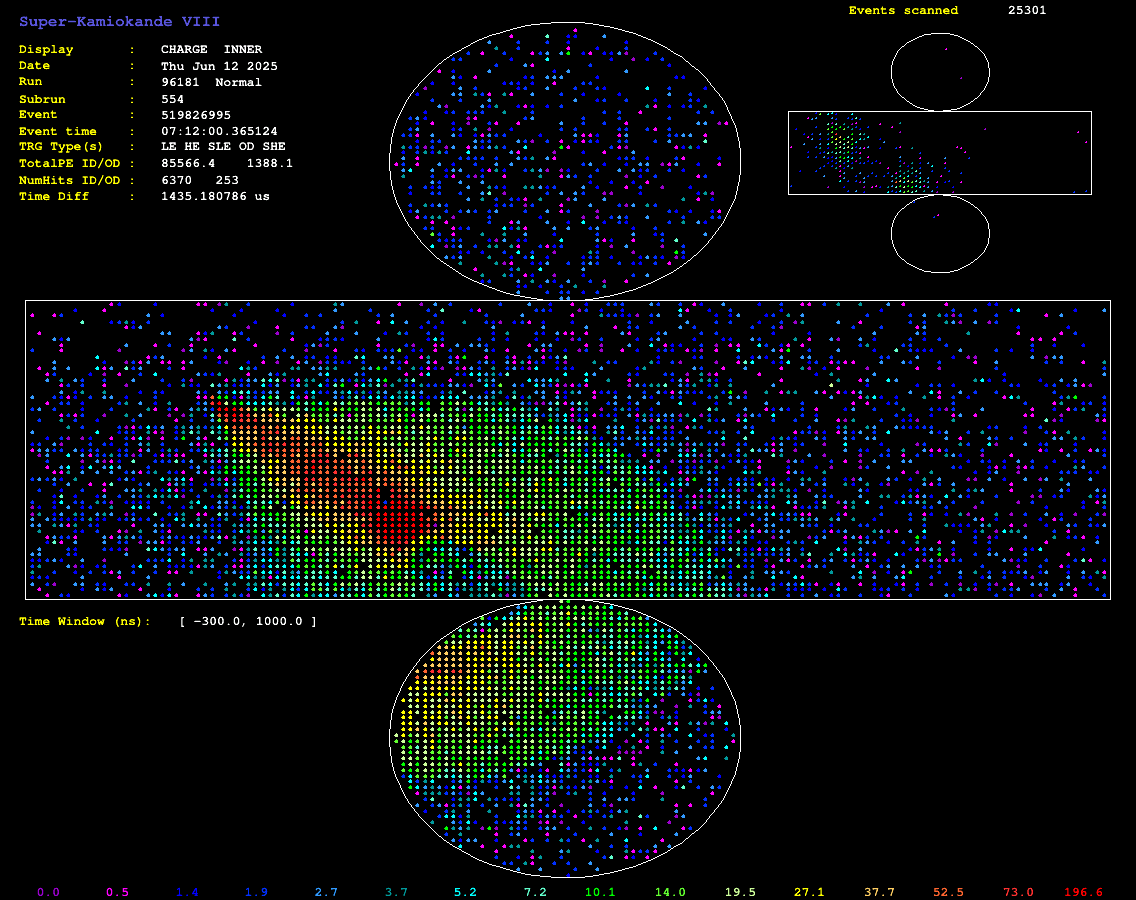 Super-Kamiokande VIII
Events scanned 25301
Display : CHARGE INNER
Date : Thu Jun 12 2025
Run : 96181 Normal
Subrun : 554
Event : 519826995
Event time : 07:12:00.365124
TRG Type(s) : LE HE SLE OD SHE
TotalPE ID/OD : 85566.4 1388.1
NumHits ID/OD : 6370 253
Time Diff : 1435.180786 us
Time Window (ns): [ -300.0, 1000.0 ]
0.0 0.5 1.4 1.9 2.7 3.7 5.2 7.2 10.1 14.0 19.5 27.1 37.7 52.5 73.0 196.6